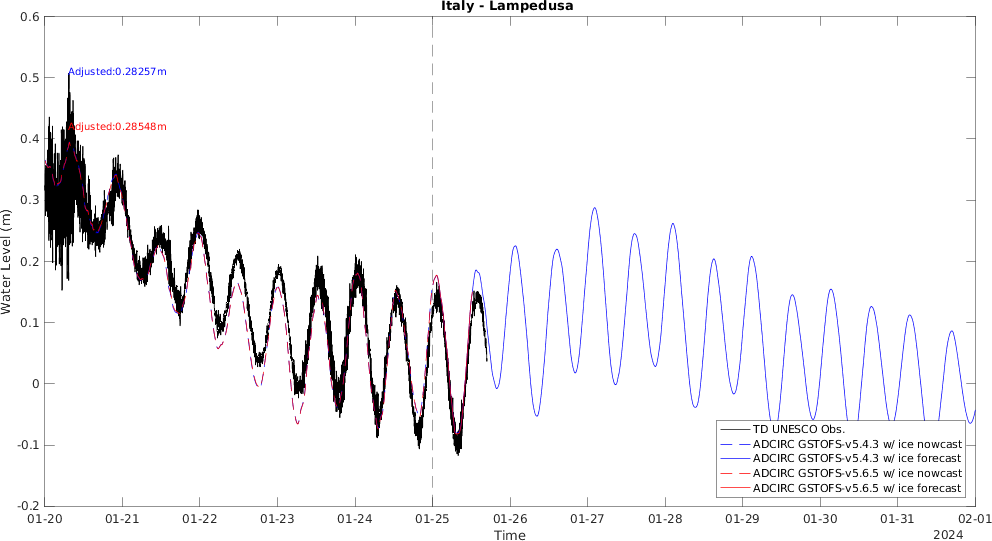 Italy - Lampedusa
0.6
0.5
0.4
0.3
0.2
0.1
0
-0.1
-0.2
Water Level (m)
Adjusted:0.28257m
Adjusted:0.28548m
TD UNESCO Obs.
ADCIRC GSTOFS-v5.4.3 w/ ice nowcast
ADCIRC GSTOFS-v5.4.3 w/ ice forecast
ADCIRC GSTOFS-v5.6.5 w/ ice nowcast
ADCIRC GSTOFS-v5.6.5 w/ ice forecast
01-20 01-21 01-22 01-23 01-24 01-25 01-26 01-27 01-28 01-29 01-30 01-31 02-01
Time
2024